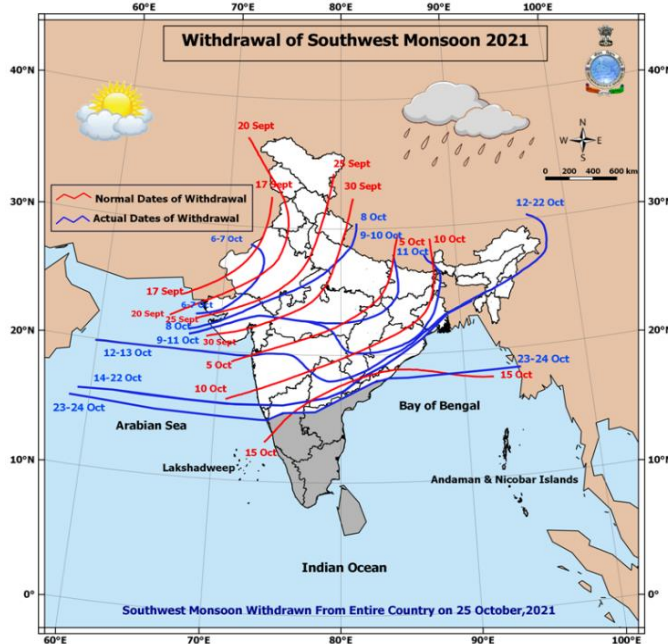 60°E
70°E
80°E
90°E
100°E
Withdrawal of Southwest Monsoon 2021
40°N
40°N
N
W
E
S
0 200 400 600 km
20 Sept
25 Sept
30 Sept
17 Sept
30°N
30°N
Normal Dates of Withdrawal
Actual Dates of Withdrawal
12-22 Oct
8 Oct
9-10 Oct
5 Oct
10 Oct
11 Oct
6-7 Oct
17 Sept
6-7 Oct
20 Sept
25 Sept
8 Oct
9-11 Oct
30 Sept
20°N
20°N
12-13 Oct
5 Oct
23-24 Oct
15 Oct
14-22 Oct
10 Oct
23-24 Oct
Bay of Bengal
Arabian Sea
15 Oct
10°N
10°N
Lakshadweep
Andaman & Nicobar Islands
Indian Ocean
0°
0°
Southwest Monsoon Withdrawn From Entire Country on 25 October,2021
60°E
70°E
80°E
90°E
100°E